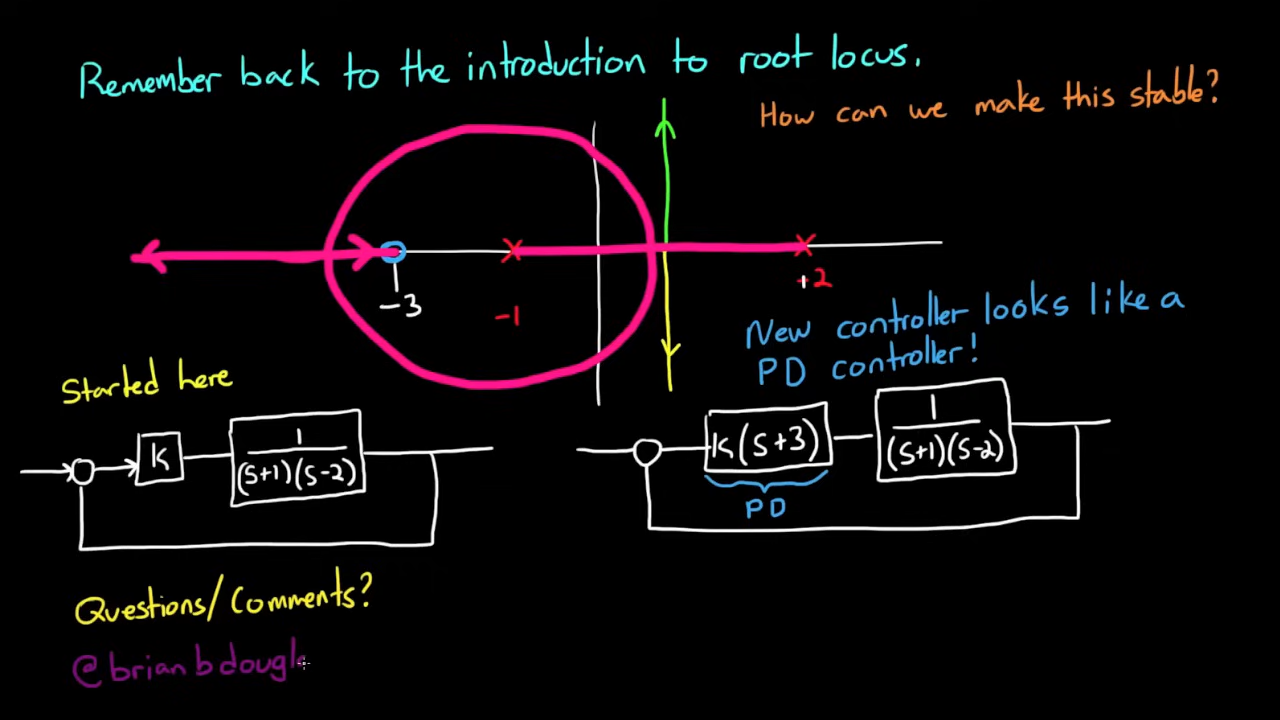 Remember back to the introduction to root locus.
How can we make this stable?
-3
-1
+2
New controller looks like a
PD controller!
Started here
K
1
(s+1)(s-2)
K(s+3)
PD
1
(s+1)(s-2)
Questions/Comments?
@brianbdougla